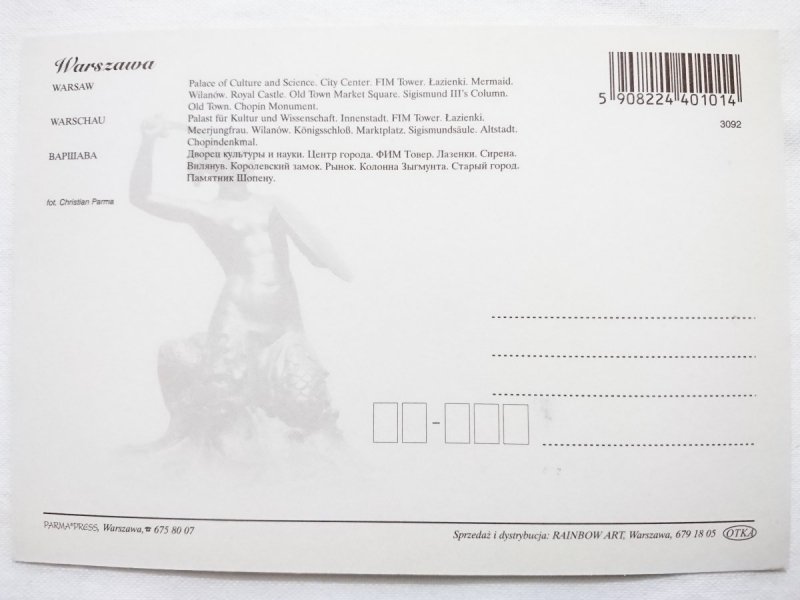 Warszawa
WARSAW
Palace of Culture and Science. City Center. FIM Tower. Łazienki. Mermaid.
Wilanów. Royal Castle. Old Town Market Square. Sigismund III's Column.
Old Town. Chopin Monument.
WARSCHAU
Palast für Kultur und Wissenschaft. Innenstadt. FIM Tower. Łazienki.
Meerjungfrau. Wilanów. Königsschloß. Marktplatz. Sigismundsäule. Altstadt.
Chopindenkmal.
ВАРШАВА
Дворец культуры и науки. Центр города. ФИМ Товер. Лазенки. Сирена.
Вилянув. Королевский замок. Рынок. Колонна Зыгмунта. Старый город.
Памятник Шопену.
fot. Christian Parma
5 908224 401014
3092
PARMA PRESS, Warszawa, ☎ 675 80 07
Sprzedaż i dystrybucja: RAINBOW ART, Warszawa, 679 18 05 OTKA